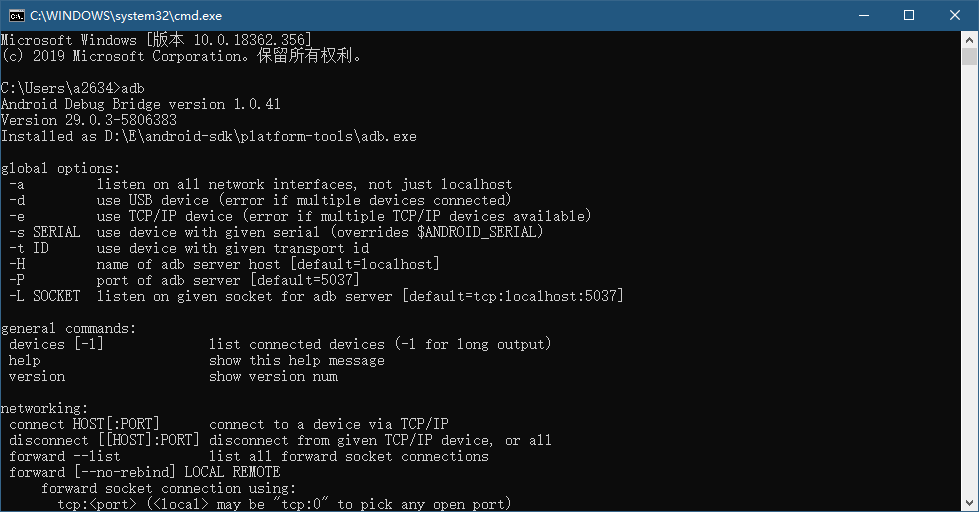 C:\WINDOWS\system32\cmd.exe
Microsoft Windows [版本 10.0.18362.356]
(c) 2019 Microsoft Corporation。保留所有权利。
C:\Users\a2634>adb
Android Debug Bridge version 1.0.41
Version 29.0.3-5806383
Installed as D:\E\android-sdk\platform-tools\adb.exe
global options:
-a listen on all network interfaces, not just localhost
-d use USB device (error if multiple devices connected)
-e use TCP/IP device (error if multiple TCP/IP devices available)
-s SERIAL use device with given serial (overrides $ANDROID_SERIAL)
-t ID use device with given transport id
-H name of adb server host [default=localhost]
-P port of adb server [default=5037]
-L SOCKET listen on given socket for adb server [default=tcp:localhost:5037]
general commands:
devices [-l] list connected devices (-l for long output)
help show this help message
version show version num
networking:
connect HOST[:PORT] connect to a device via TCP/IP
disconnect [[HOST]:PORT] disconnect from given TCP/IP device, or all
forward --list list all forward socket connections
forward [--no-rebind] LOCAL REMOTE
forward socket connection using:
tcp:<port> (<local> may be "tcp:0" to pick any open port)